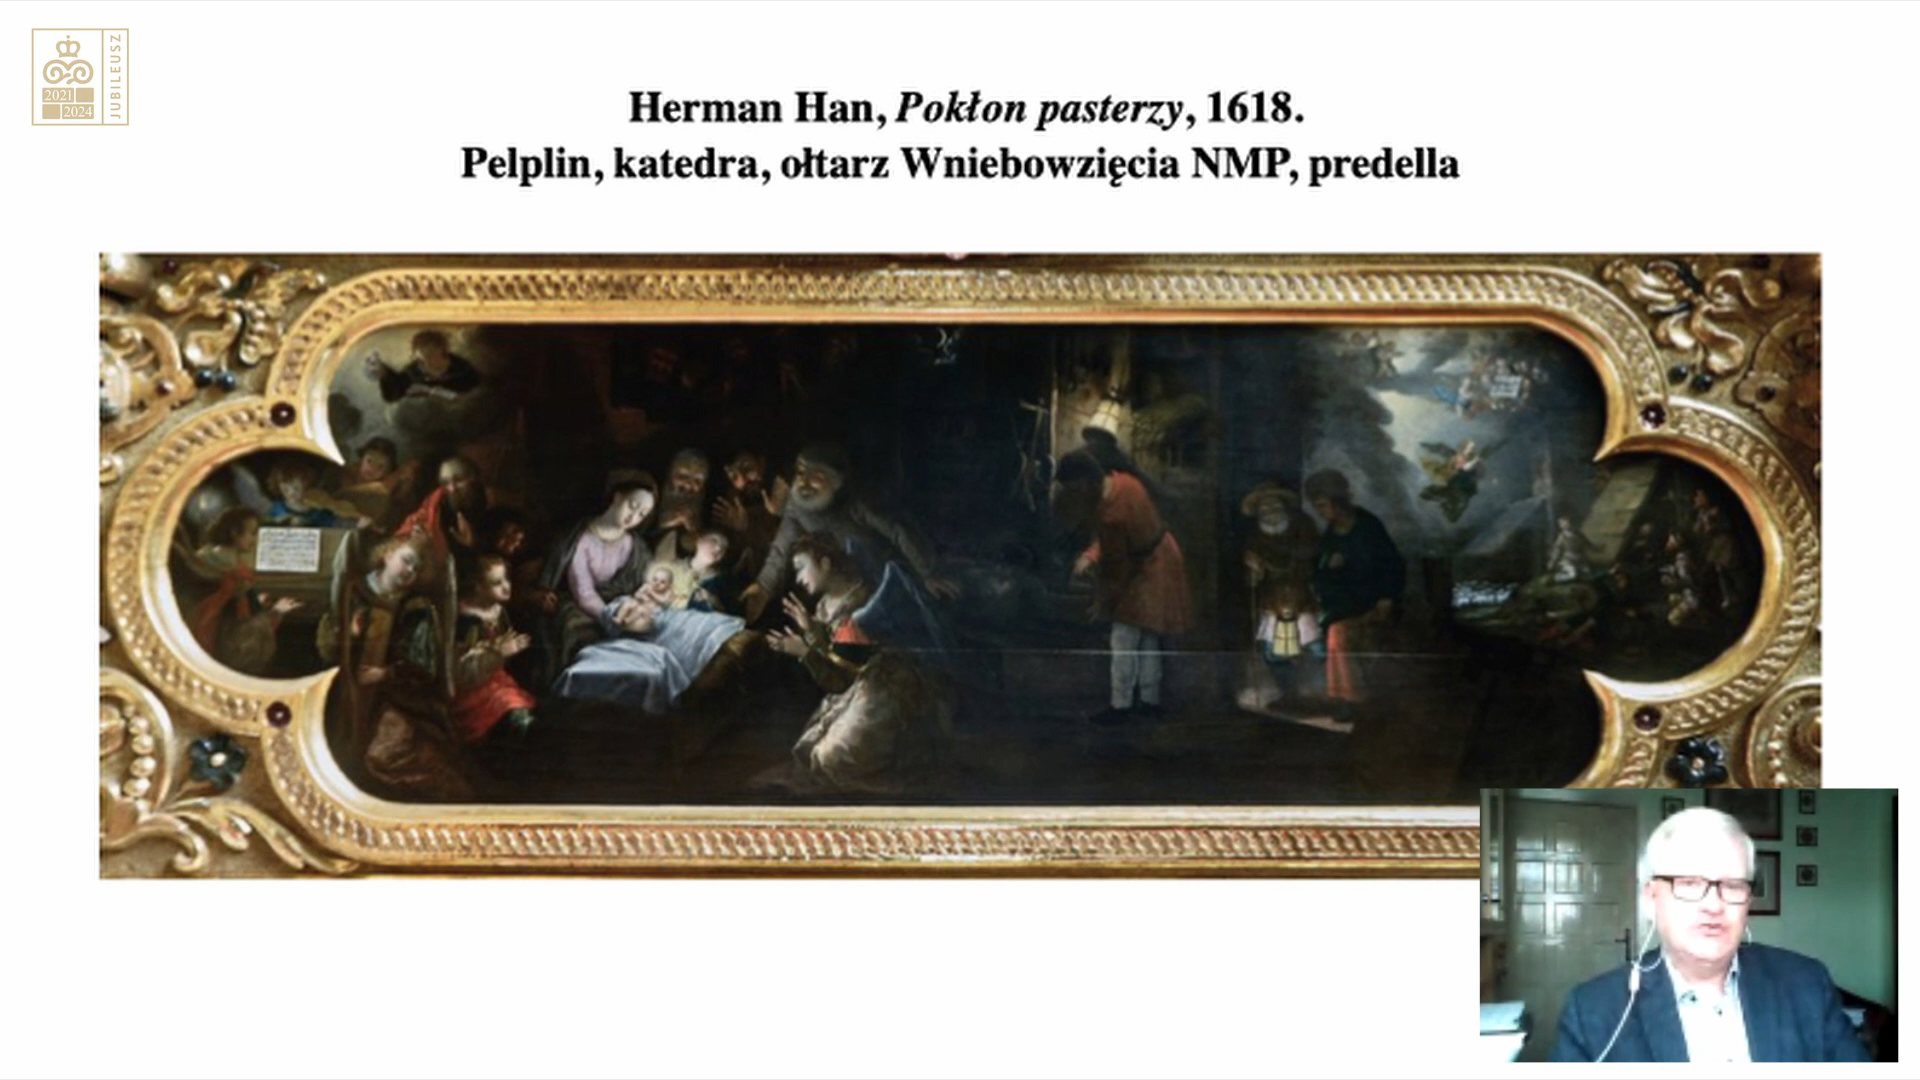 2021
2024
JUBILEUSZ
Herman Han, Pokłon pasterzy, 1618.
Pelplin, katedra, ołtarz Wniebowzięcia NMP, predella